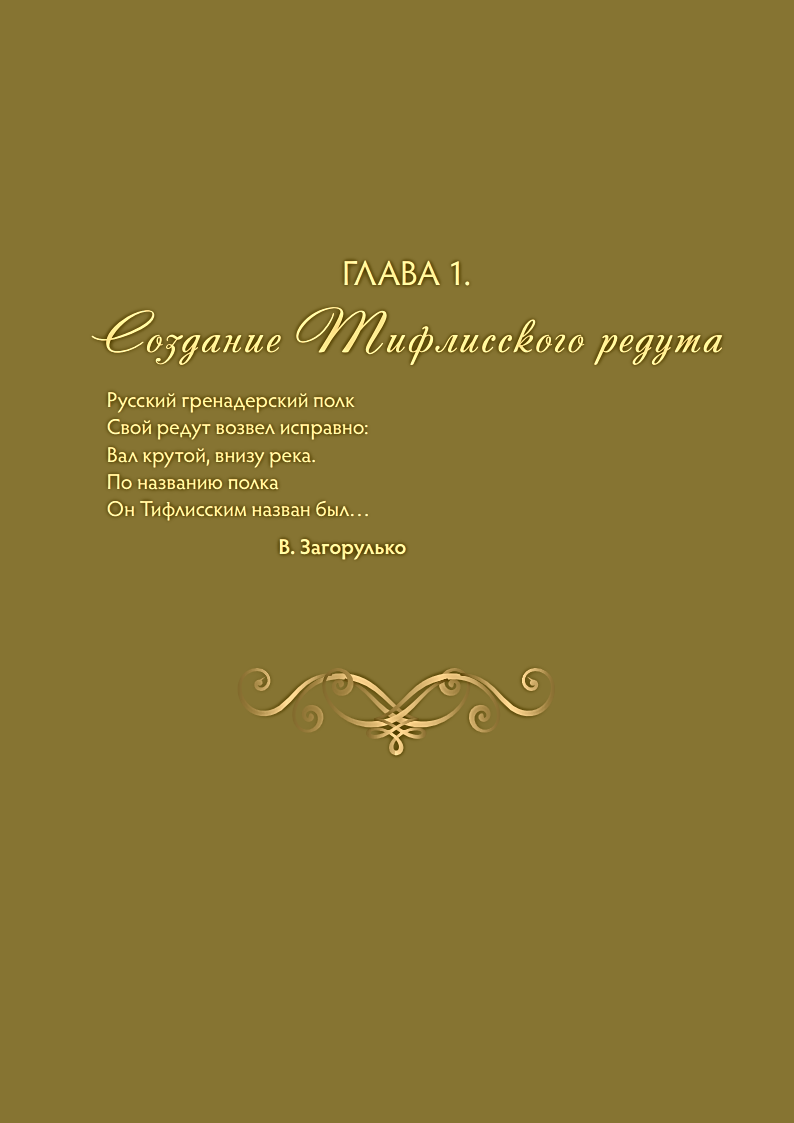 ГЛАВА 1.
Создание Тифлисского редута
Русский гренадерский полк
Свой редут возвел исправно:
Вал крутой, внизу река.
По названию полка
Он Тифлисским назван был…
В. Загорулько